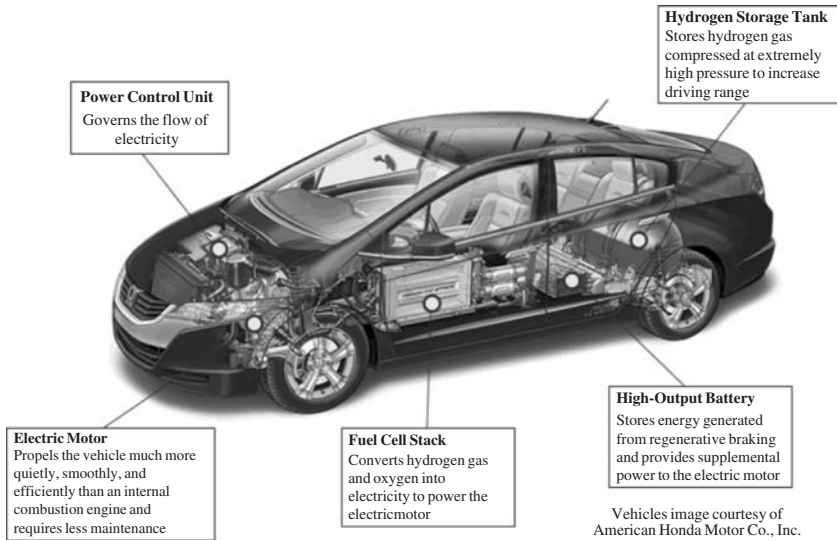 Hydrogen Storage Tank
Stores hydrogen gas
compressed at extremely
high pressure to increase
driving range
Power Control Unit
Governs the flow of
electricity
Electric Motor
Propels the vehicle much more
quietly, smoothly, and
efficiently than an internal
combustion engine and
requires less maintenance
Fuel Cell Stack
Converts hydrogen gas
and oxygen into
electricity to power the
electricmotor
High-Output Battery
Stores energy generated
from regenerative braking
and provides supplemental
power to the electric motor
Vehicles image courtesy of
American Honda Motor Co., Inc.